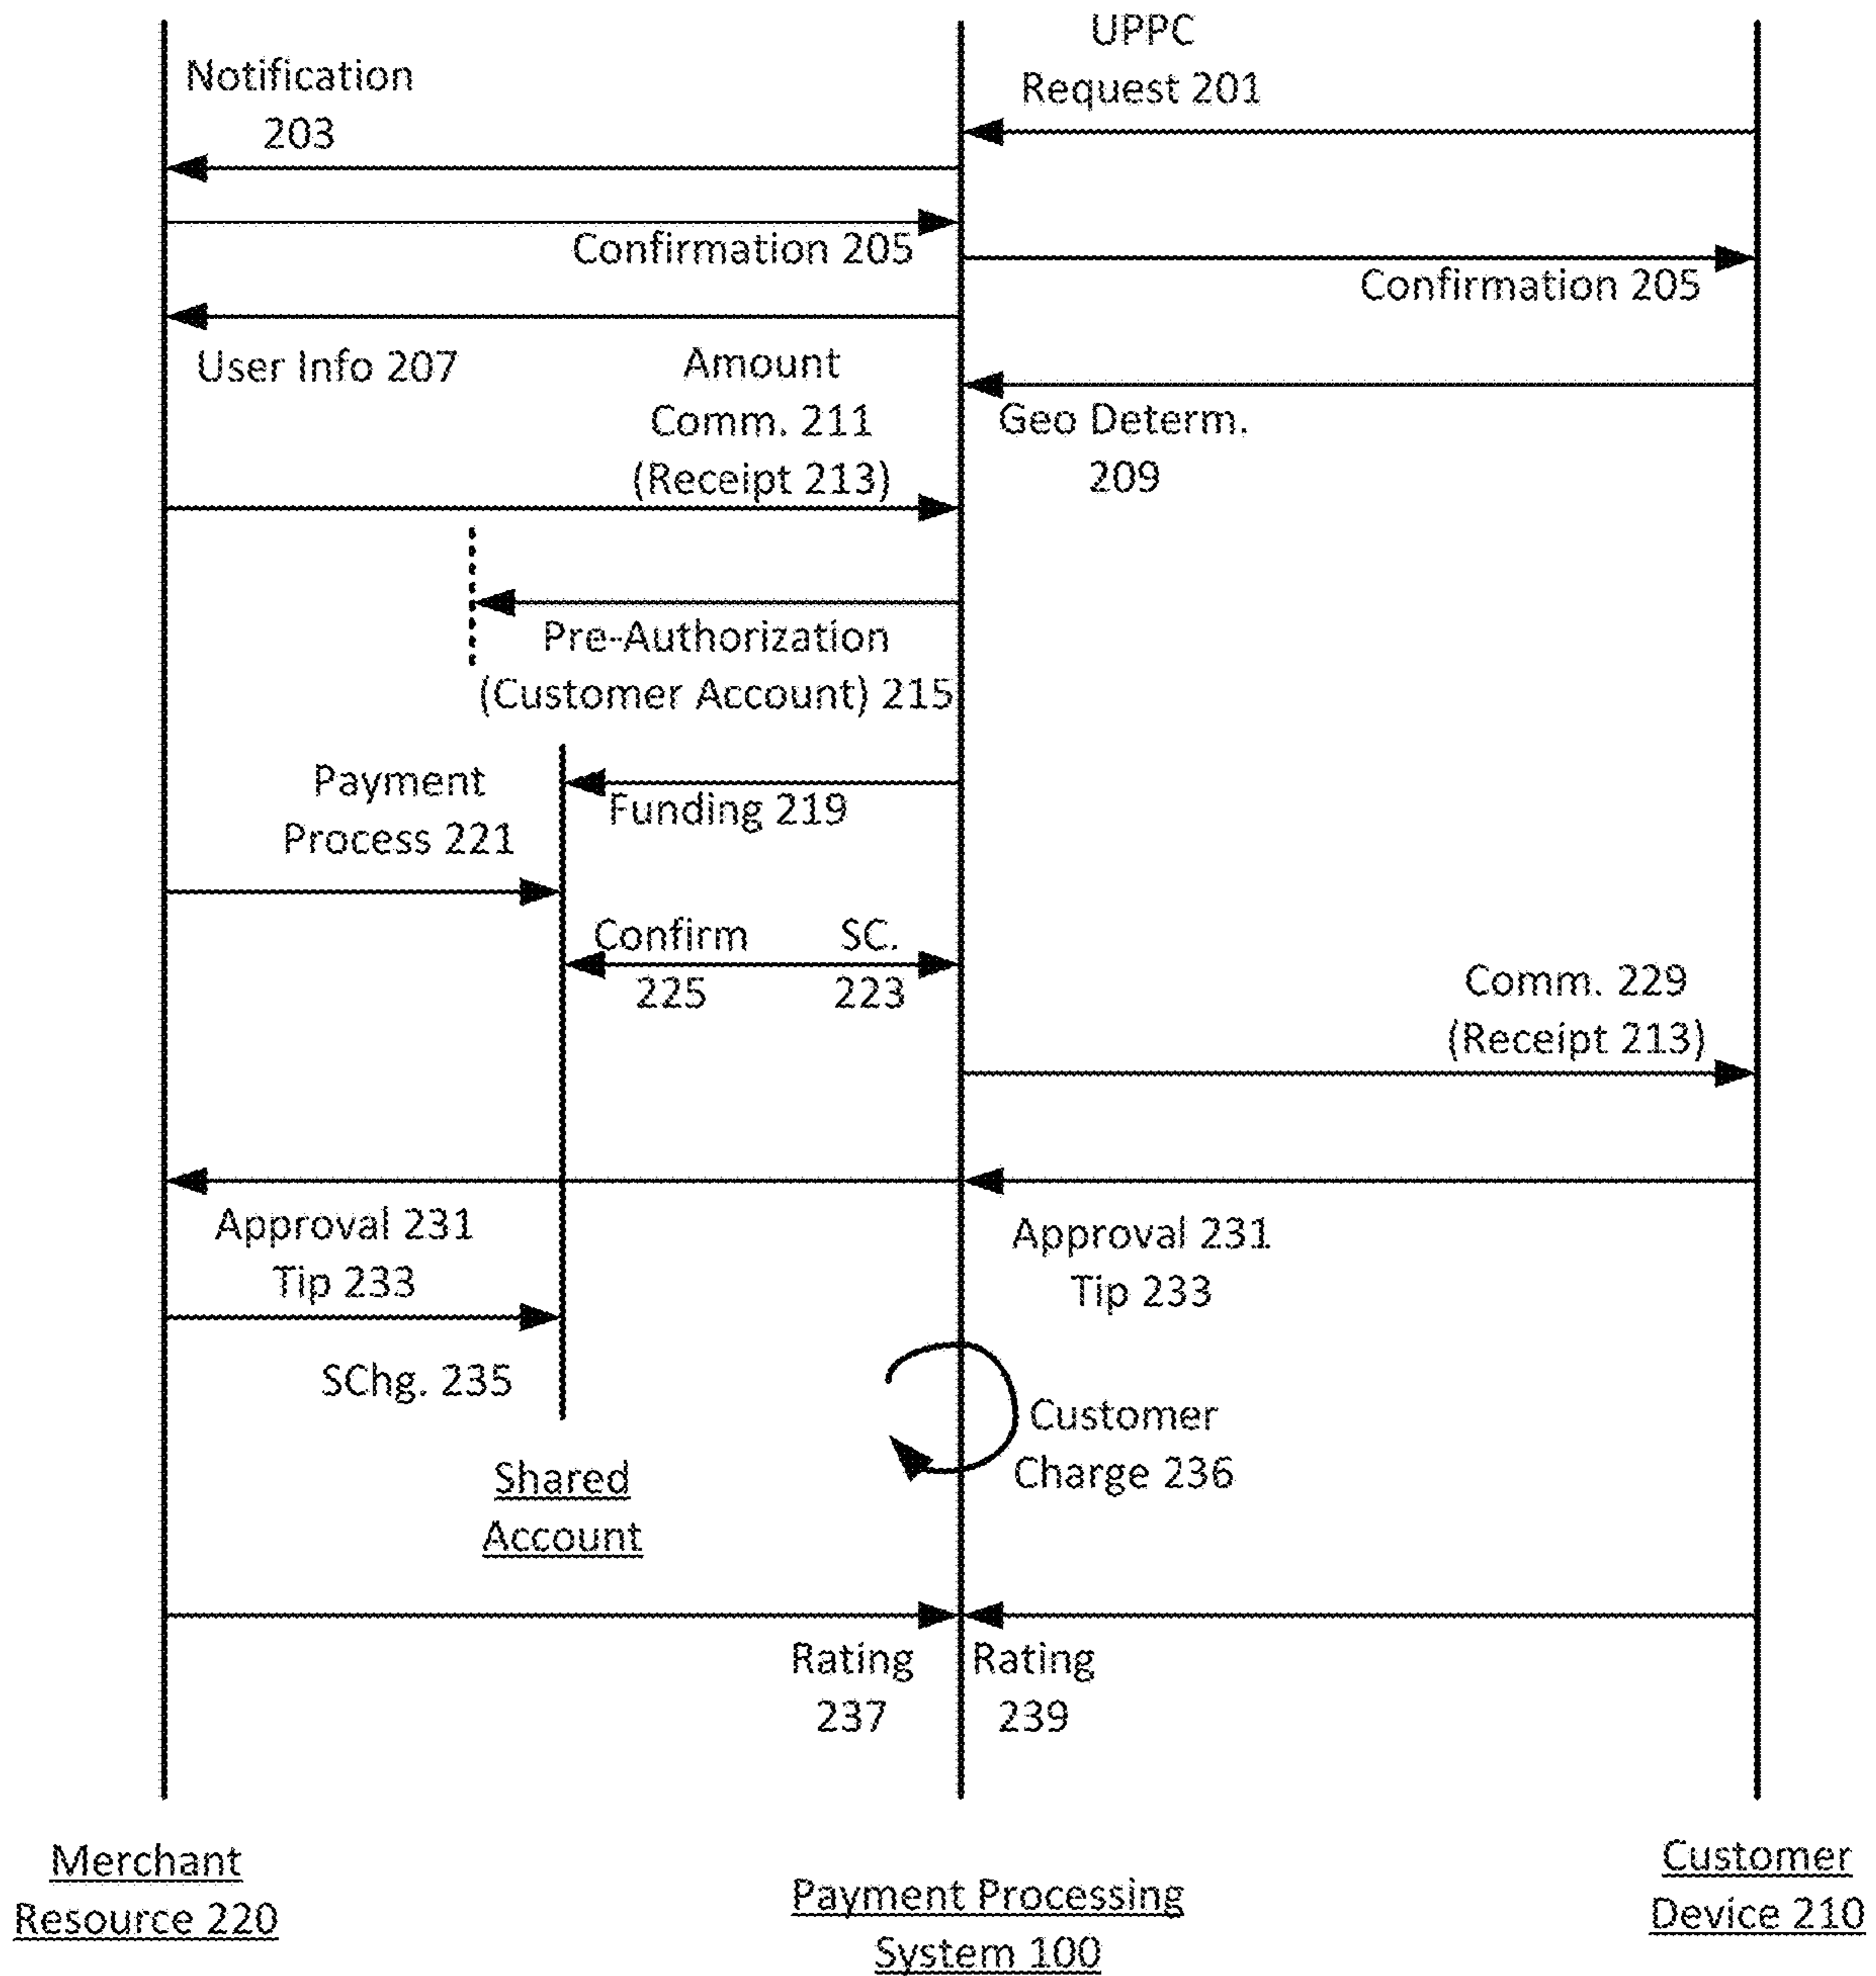 UPPC
Request 201
Notification
203
Confirmation 205
Confirmation 205
User Info 207
Amount
Comm. 211
(Receipt 213)
Geo Determ.
209
Pre-Authorization
(Customer Account) 215
Payment
Process 221
Funding 219
Confirm
225
SC.
223
Comm. 229
(Receipt 213)
Approval 231
Tip 233
Approval 231
Tip 233
SChg. 235
Customer
Charge 236
Shared
Account
Rating
237
Rating
239
Merchant
Resource 220
Payment Processing
System 100
Customer
Device 210